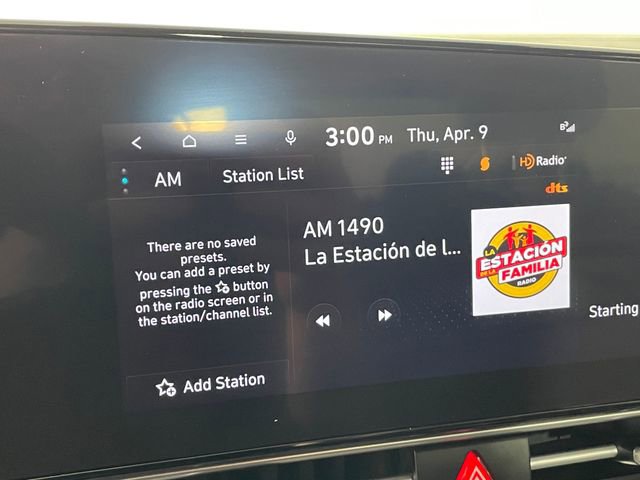 3:00 PM Thu, Apr. 9
AM
Station List
HD Radio
dts
There are no saved
presets.
You can add a preset by
pressing the button
on the radio screen or in
the station/channel list.
Add Station
AM 1490
La Estación de l...
LA
ESTACIÓN
DE LA
FAMILIA
RADIO
Starting